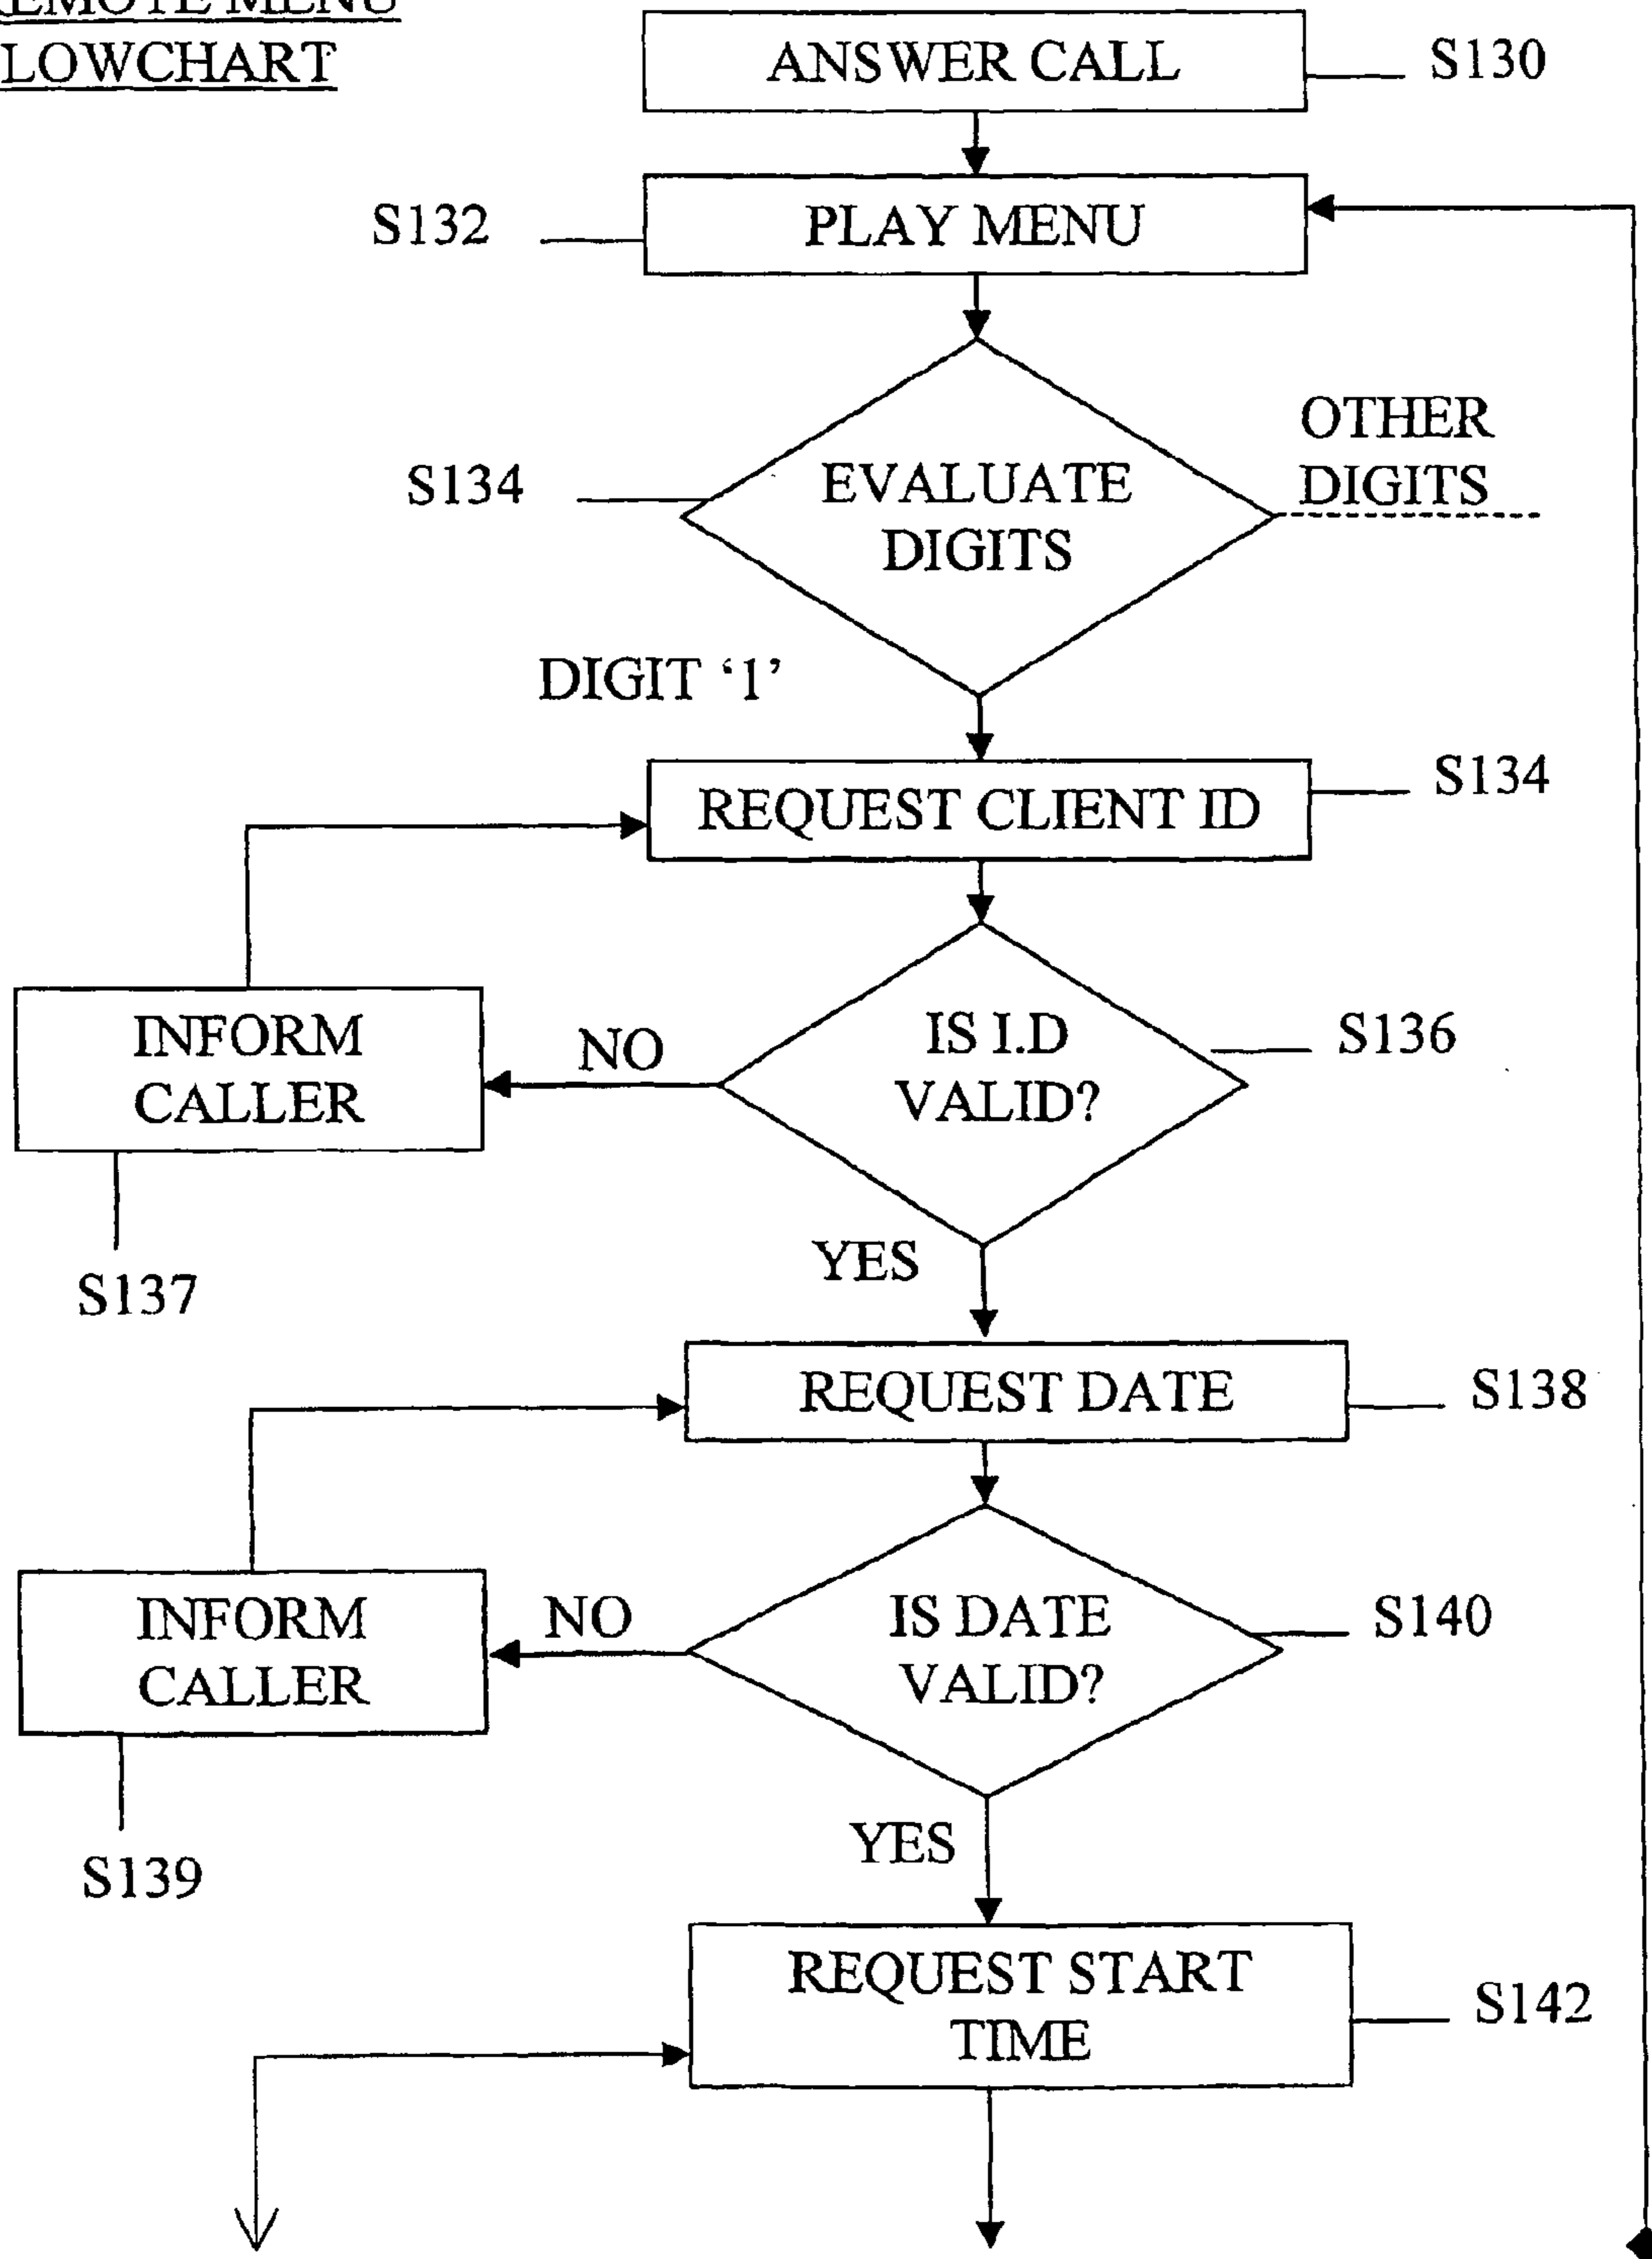 REMOTE MENU
LOWCHART
ANSWER CALL
S130
S132
PLAY MENU
OTHER
DIGITS
S134
EVALUATE
DIGITS
DIGIT ‘1’
S134
REQUEST CLIENT ID
INFORM
CALLER
NO
IS I.D
VALID?
S136
YES
S137
REQUEST DATE
S138
INFORM
CALLER
NO
IS DATE
VALID?
S140
YES
S139
REQUEST START
TIME
S142